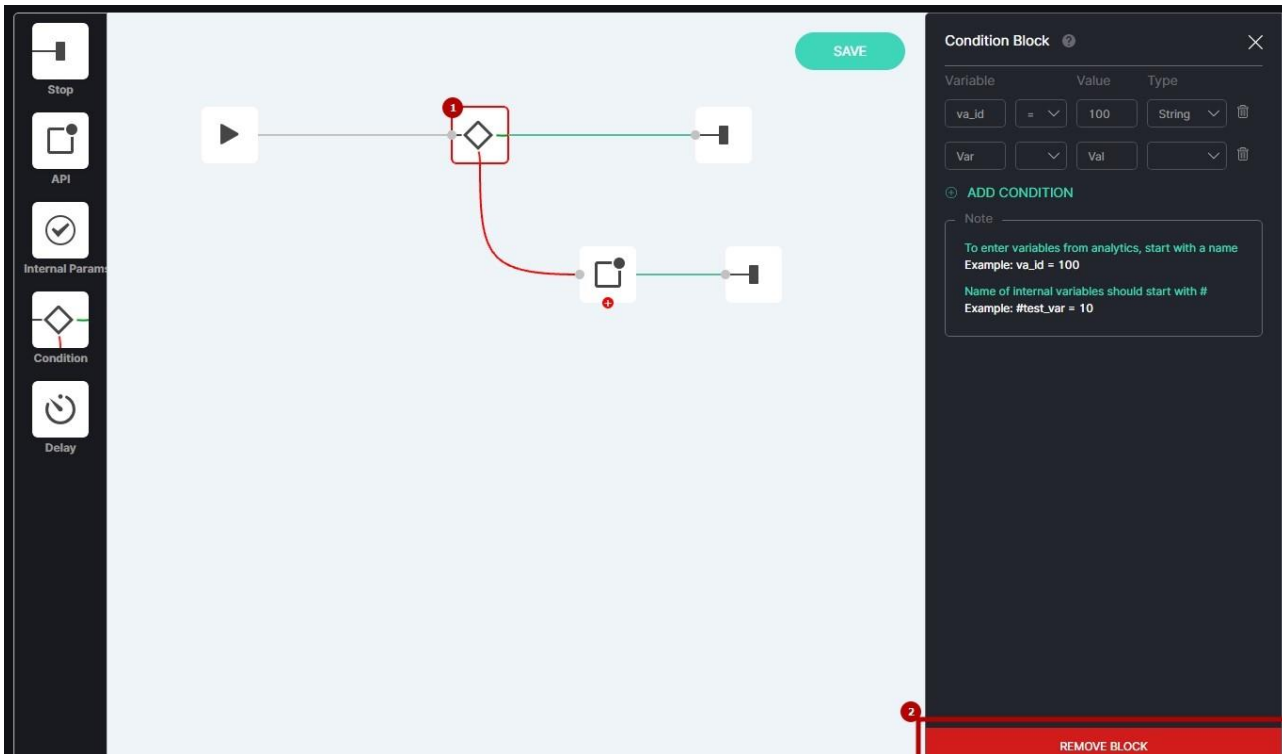 Stop
API
Internal Params
Condition
Delay
SAVE
1
2
Condition Block ?
Variable Value Type
va_id = 100 String
Var Val
ADD CONDITION
Note
To enter variables from analytics, start with a name
Example: va_id = 100
Name of internal variables should start with #
Example: #test_var = 10
REMOVE BLOCK